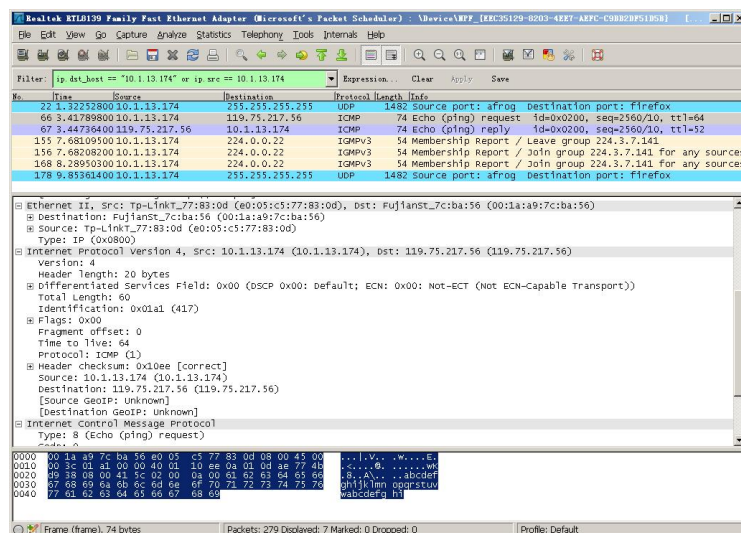 Realtek RTL8139 Family Fast Ethernet Adapter (Microsoft's Packet Scheduler) : \Device\NPF_{EEC35129-8203-4EE7-AEFC-C9BB2BF51D5B} [...
File Edit View Go Capture Analyze Statistics Telephony Tools Internals Help
Filter: ip.dst_host == "10.1.13.174" or ip.src == 10.1.13.174 Expression... Clear Apply Save
No. Time Source Destination Protocol Length Info
22 1.32252800 10.1.13.174 255.255.255.255 UDP 1482 Source port: afrog Destination port: firefox
66 3.41789800 10.1.13.174 119.75.217.56 ICMP 74 Echo (ping) request id=0x0200, seq=2560/10, ttl=64
67 3.44736400 119.75.217.56 10.1.13.174 ICMP 74 Echo (ping) reply id=0x0200, seq=2560/10, ttl=52
155 7.68109500 10.1.13.174 224.0.0.22 IGMPv3 54 Membership Report / Leave group 224.3.7.141
156 7.68208200 10.1.13.174 224.0.0.22 IGMPv3 54 Membership Report / Join group 224.3.7.141 for any sources
168 8.28950300 10.1.13.174 224.0.0.22 IGMPv3 54 Membership Report / Join group 224.3.7.141 for any sources
178 9.85361400 10.1.13.174 255.255.255.255 UDP 1482 Source port: afrog Destination port: firefox
Ethernet II, Src: Tp-LinkT_77:83:0d (e0:05:c5:77:83:0d), Dst: FujianSt_7c:ba:56 (00:1a:a9:7c:ba:56)
Destination: FujianSt_7c:ba:56 (00:1a:a9:7c:ba:56)
Source: Tp-LinkT_77:83:0d (e0:05:c5:77:83:0d)
Type: IP (0x0800)
Internet Protocol Version 4, Src: 10.1.13.174 (10.1.13.174), Dst: 119.75.217.56 (119.75.217.56)
Version: 4
Header length: 20 bytes
Differentiated Services Field: 0x00 (DSCP 0x00: Default; ECN: 0x00: Not-ECT (Not ECN-Capable Transport))
Total Length: 60
Identification: 0x01a1 (417)
Flags: 0x00
Fragment offset: 0
Time to live: 64
Protocol: ICMP (1)
Header checksum: 0x10ee [correct]
Source: 10.1.13.174 (10.1.13.174)
Destination: 119.75.217.56 (119.75.217.56)
[Source GeoIP: Unknown]
[Destination GeoIP: Unknown]
Internet Control Message Protocol
Type: 8 (Echo (ping) request)
0000 00 1a a9 7c ba 56 e0 05 c5 77 83 0d 08 00 45 00 ...|.V.. .w....E.
0010 00 3c 01 a1 00 00 40 01 10 ee 0a 01 0d ae 77 4b .<....@. ......wK
0020 d9 38 08 00 41 5c 02 00 0a 00 61 62 63 64 65 66 .8..A\.. ..abcdef
0030 67 68 69 6a 6b 6c 6d 6e 6f 70 71 72 73 74 75 76 ghijklmn opqrstuv
0040 77 61 62 63 64 65 66 67 68 69 wabcdefg hi
Frame (frame), 74 bytes Packets: 279 Displayed: 7 Marked: 0 Dropped: 0 Profile: Default